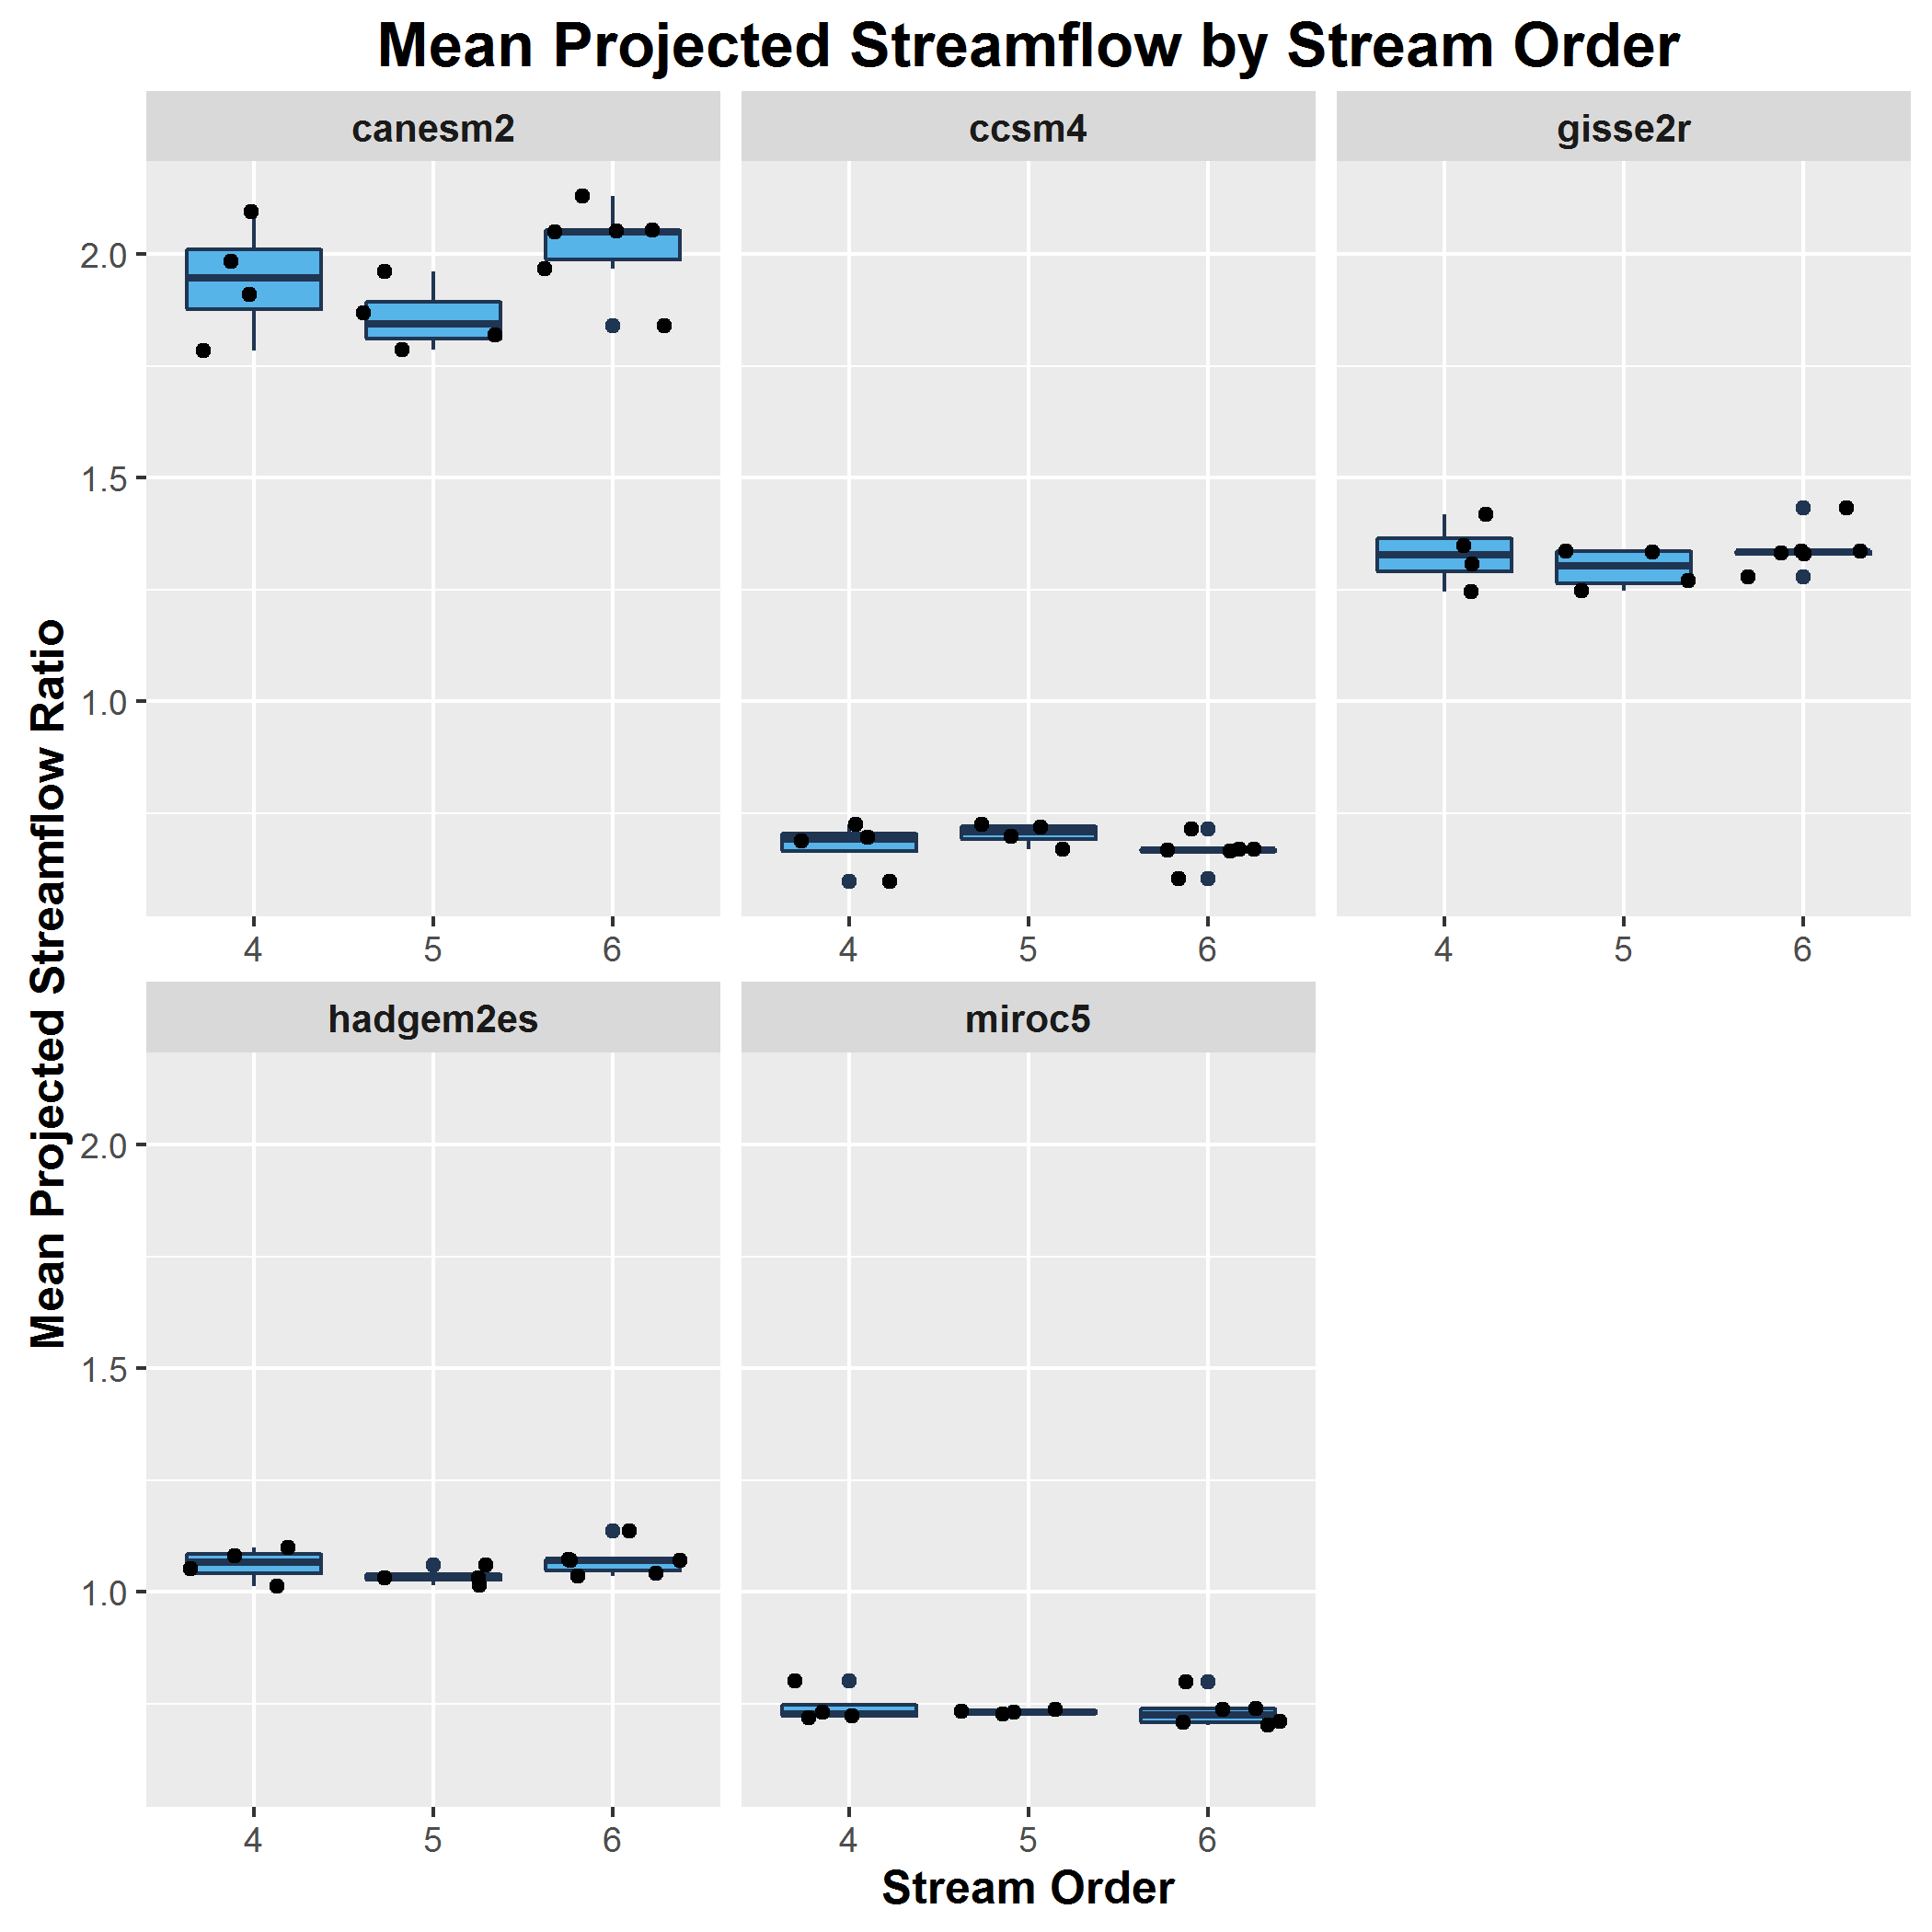 Mean Projected Streamflow by Stream Order
canesm2
ccsm4
gisse2r
2.0
1.5
1.0
4 5 6
4 5 6
4 5 6
hadgem2es
miroc5
2.0
1.5
1.0
4 5 6
4 5 6
Stream Order
Mean Projected Streamflow Ratio